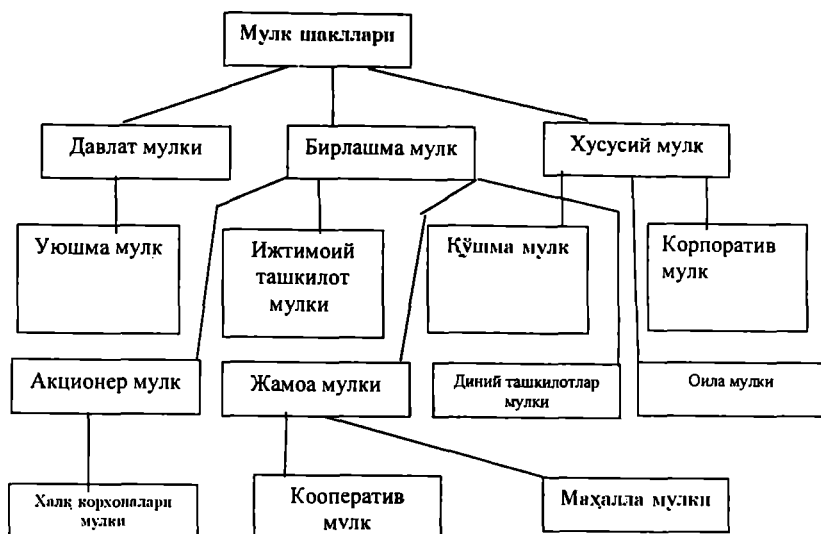 Мулк шакллари
Давлат мулки
Бирлашма мулк
Хусусий мулк
Уюшма мулк
Ижтимоий
ташкилот
мулки
Қўшма мулк
Корпоратив
мулк
Акционер мулк
Жамоа мулки
Диний ташкилотлар
мулки
Оила мулки
Халқ корхоналари
мулки
Кооператив
мулк
Маҳалла мулки